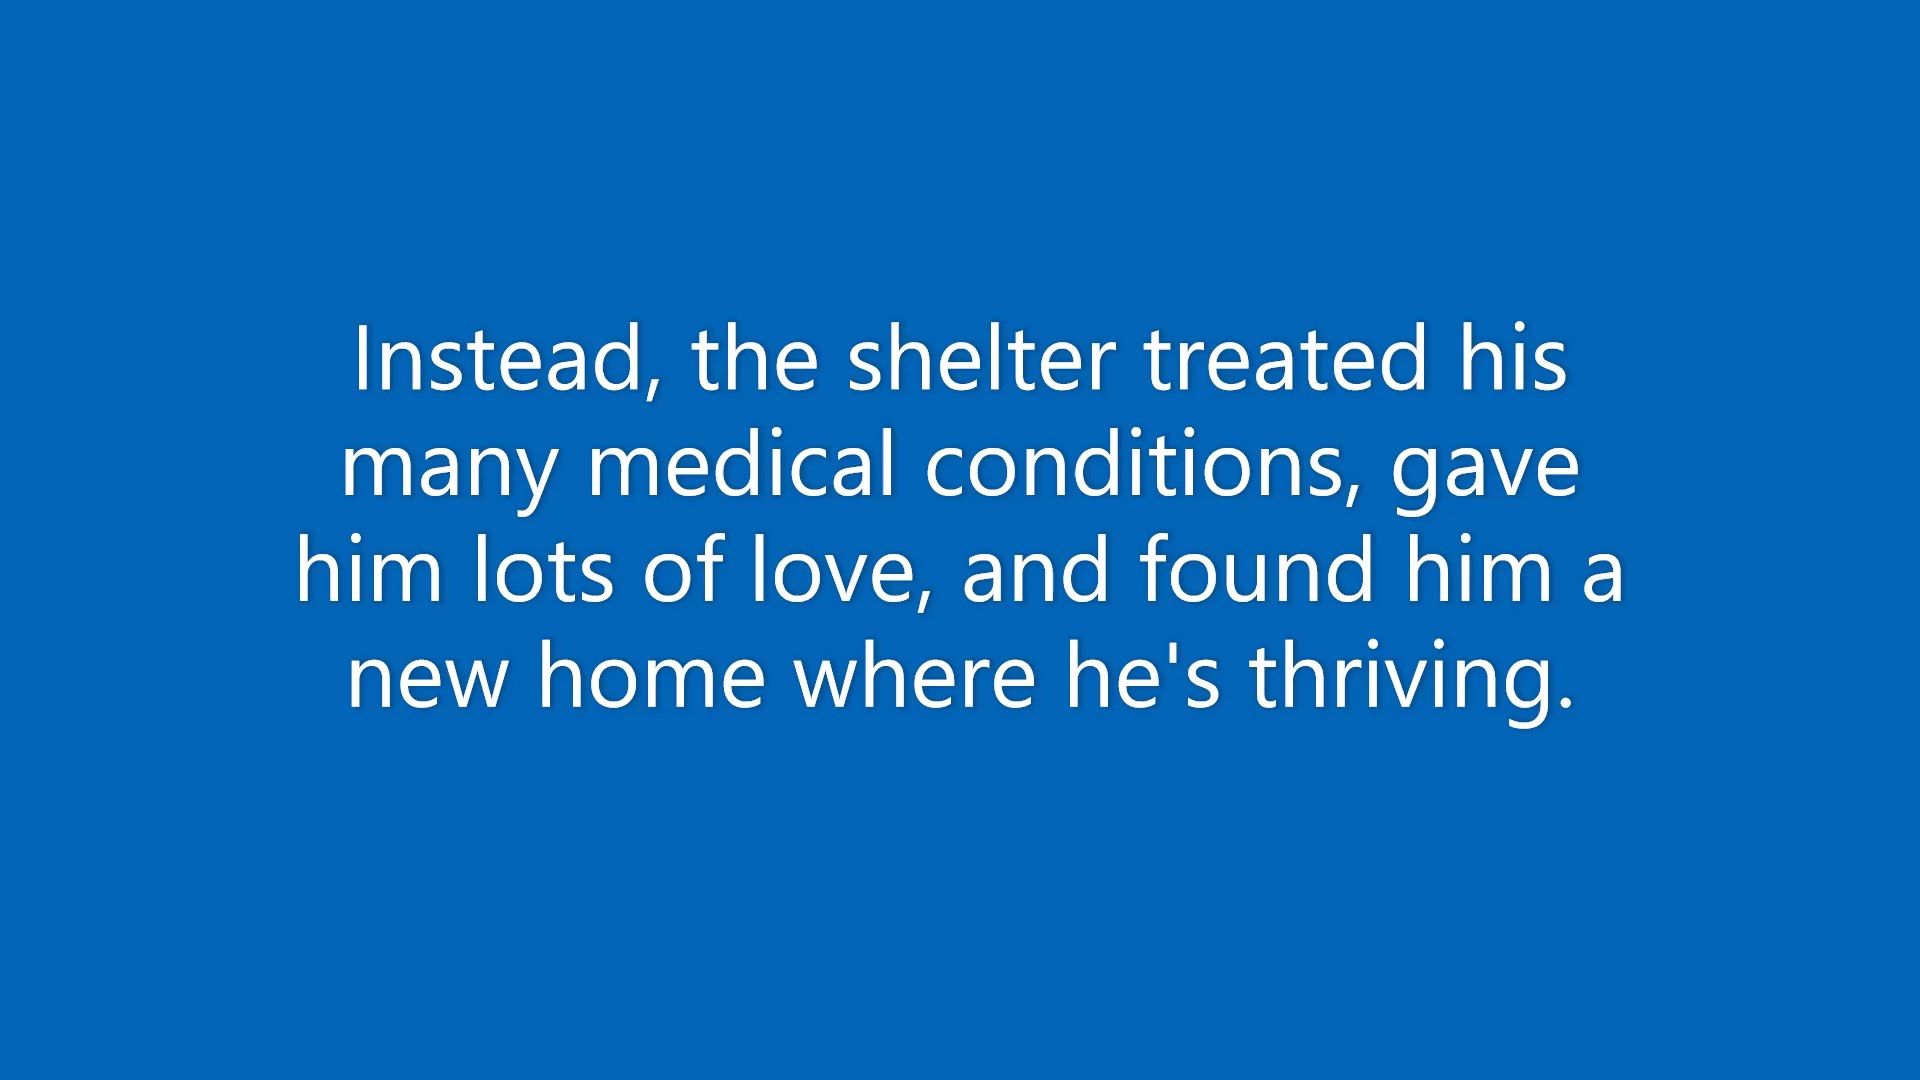 Instead, the shelter treated his
many medical conditions, gave
him lots of love, and found him a
new home where he's thriving.